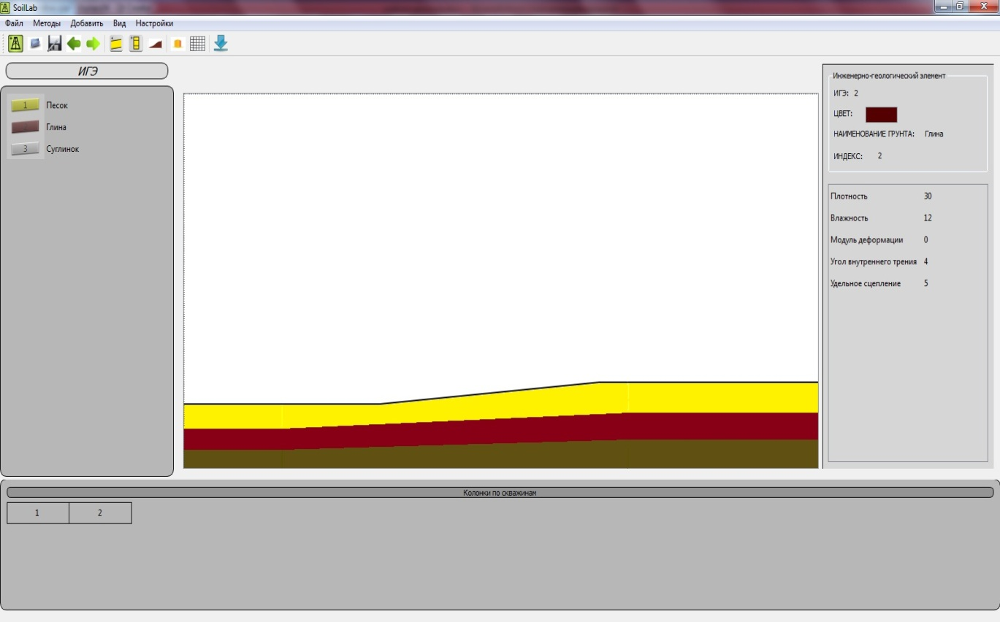 SoilLab
Файл Методы Добавить Вид Настройки
ИГЭ
1 Песок
Глина
3 Суглинок
Инженерно-геологический элемент
ИГЭ: 2
ЦВЕТ:
НАИМЕНОВАНИЕ ГРУНТА: Глина
ИНДЕКС: 2
Плотность 30
Влажность 12
Модуль деформации 0
Угол внутреннего трения 4
Удельное сцепление 5
Колонки по скважинам
1 2